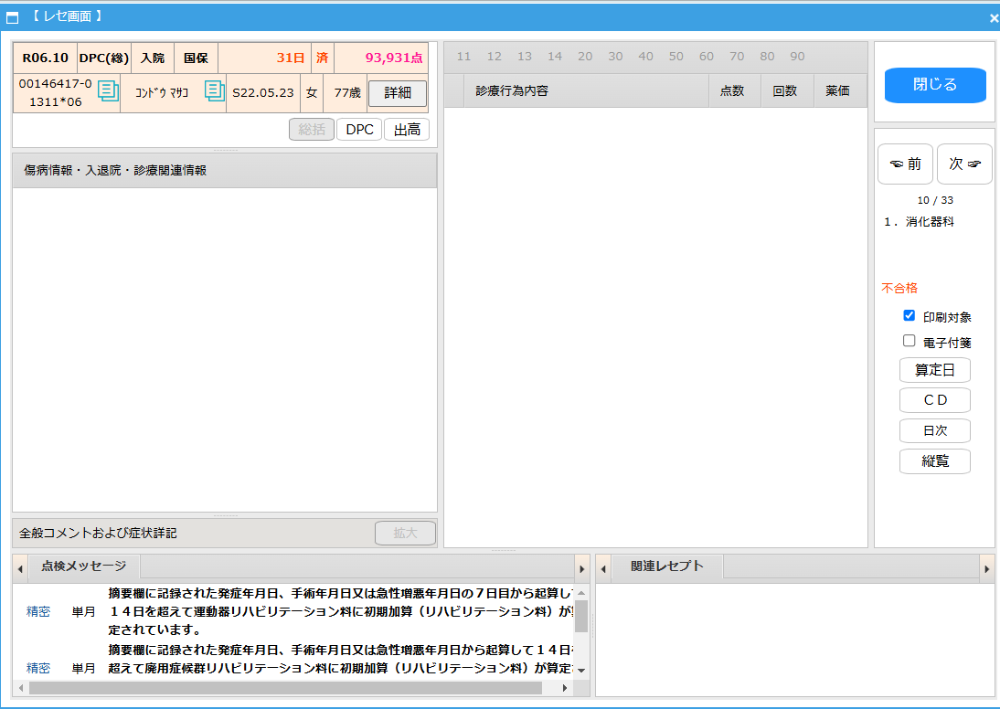 【 レセ画面 】
R06.10 DPC(総) 入院 国保 31日 済 93,931点
00146417-0
1311*06
ｺﾝﾄﾞｳ ﾏｻｺ S22.05.23 女 77歳 詳細
総括 DPC 出高
傷病情報・入退院・診療関連情報
全般コメントおよび症状詳記 拡大
11 12 13 14 20 30 40 50 60 70 80 90
診療行為内容 点数 回数 薬価
閉じる
前 次
10 / 33
１．消化器科
不合格
印刷対象
電子付箋
算定日
ＣＤ
日次
縦覧
点検メッセージ
精密 単月
摘要欄に記録された発症年月日、手術年月日又は急性増悪年月日の７日目から起算し
１４日を超えて運動器リハビリテーション料に初期加算（リハビリテーション料）が
定されています。
精密 単月
摘要欄に記録された発症年月日、手術年月日又は急性増悪年月日から起算して１４日
超えて廃用症候群リハビリテーション料に初期加算（リハビリテーション料）が算定
関連レセプト